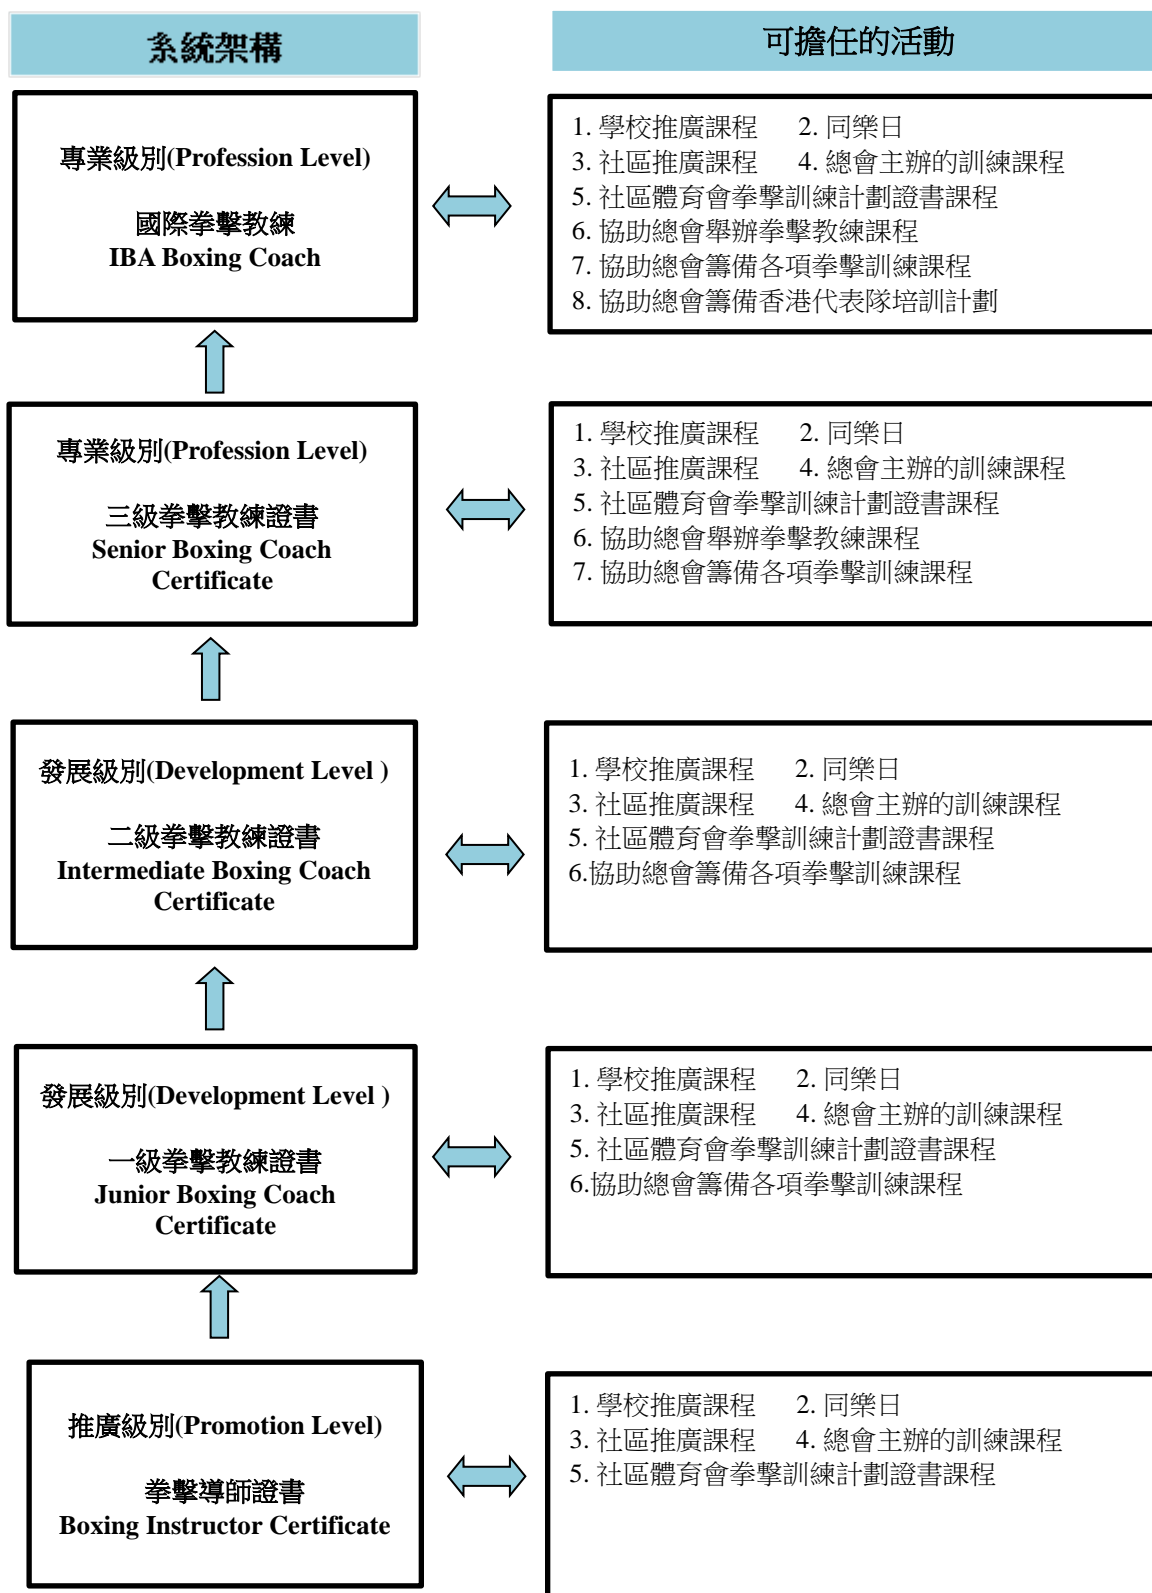 系統架構
可擔任的活動
專業級別(Profession Level)
國際拳擊教練
IBA Boxing Coach
1. 學校推廣課程 2. 同樂日
3. 社區推廣課程 4. 總會主辦的訓練課程
5. 社區體育會拳擊訓練計劃證書課程
6. 協助總會舉辦拳擊教練課程
7. 協助總會籌備各項拳擊訓練課程
8. 協助總會籌備香港代表隊培訓計劃
專業級別(Profession Level)
三級拳擊教練證書
Senior Boxing Coach
Certificate
1. 學校推廣課程 2. 同樂日
3. 社區推廣課程 4. 總會主辦的訓練課程
5. 社區體育會拳擊訓練計劃證書課程
6. 協助總會舉辦拳擊教練課程
7. 協助總會籌備各項拳擊訓練課程
發展級別(Development Level )
二級拳擊教練證書
Intermediate Boxing Coach
Certificate
1. 學校推廣課程 2. 同樂日
3. 社區推廣課程 4. 總會主辦的訓練課程
5. 社區體育會拳擊訓練計劃證書課程
6.協助總會籌備各項拳擊訓練課程
發展級別(Development Level )
一級拳擊教練證書
Junior Boxing Coach
Certificate
1. 學校推廣課程 2. 同樂日
3. 社區推廣課程 4. 總會主辦的訓練課程
5. 社區體育會拳擊訓練計劃證書課程
6.協助總會籌備各項拳擊訓練課程
推廣級別(Promotion Level)
拳擊導師證書
Boxing Instructor Certificate
1. 學校推廣課程 2. 同樂日
3. 社區推廣課程 4. 總會主辦的訓練課程
5. 社區體育會拳擊訓練計劃證書課程